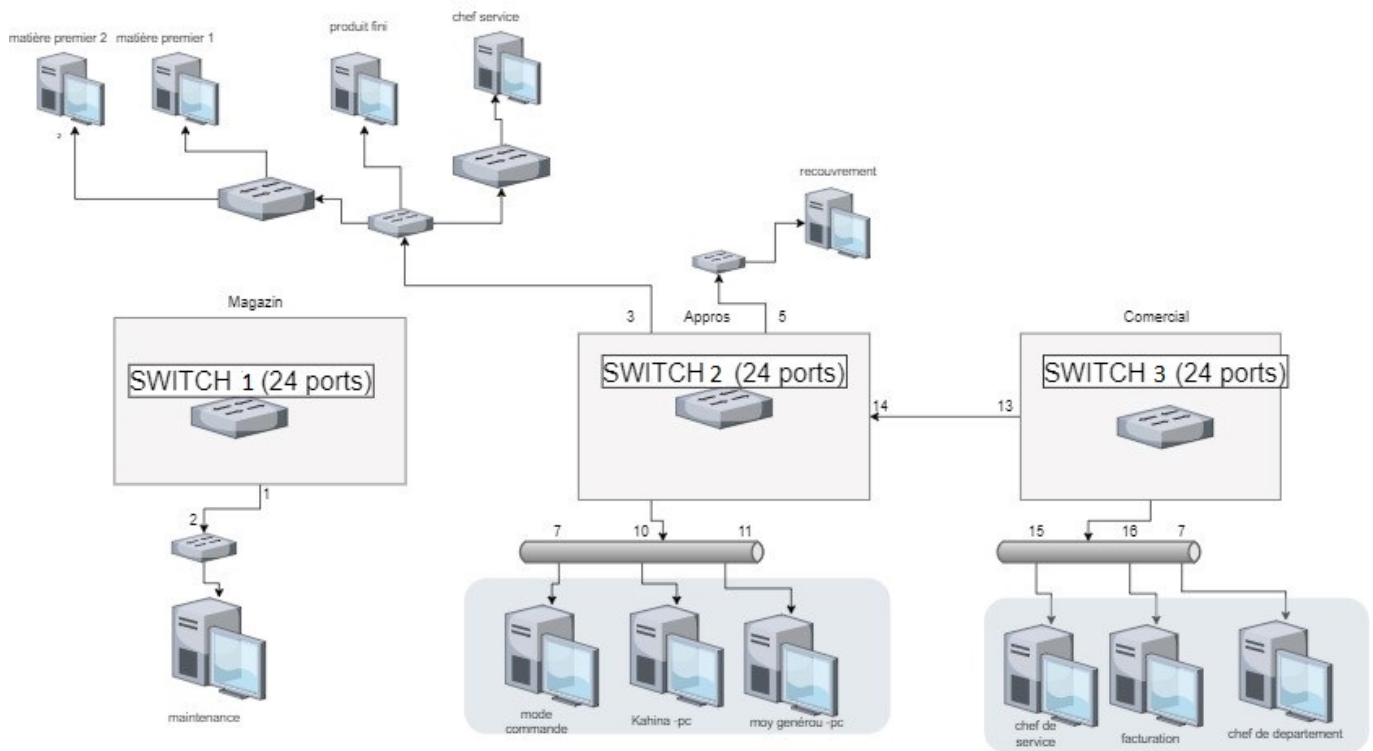 chef service
produit fini
matière premier 2 matière premier 1
2
recouvrement
Magazin
3 Appros 5
Comercial
SWITCH 1 (24 ports)
SWITCH 2 (24 ports)
SWITCH 3 (24 ports)
14 13
1
2
7 10 11
15 16 7
maintenance
mode
commande
Kahina -pc
moy genérou -pc
chef de
service
facturation
chef de departement